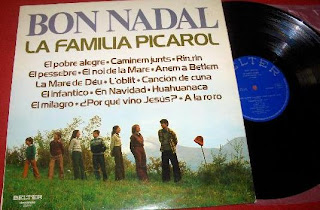 BON NADAL
LA FAMILIA PICAROL
El pobre alegre • Caminem junts • Rin,rin
El pessebre • El noi de la Mare • Anem a Betlem
La Mare de Déu • L'oblit • Cancion de cuna
El infantico • En Navidad • Huahuanaca
El milagro • ¿Por qué vino Jesús? • A la roro
BELTER
BELTER